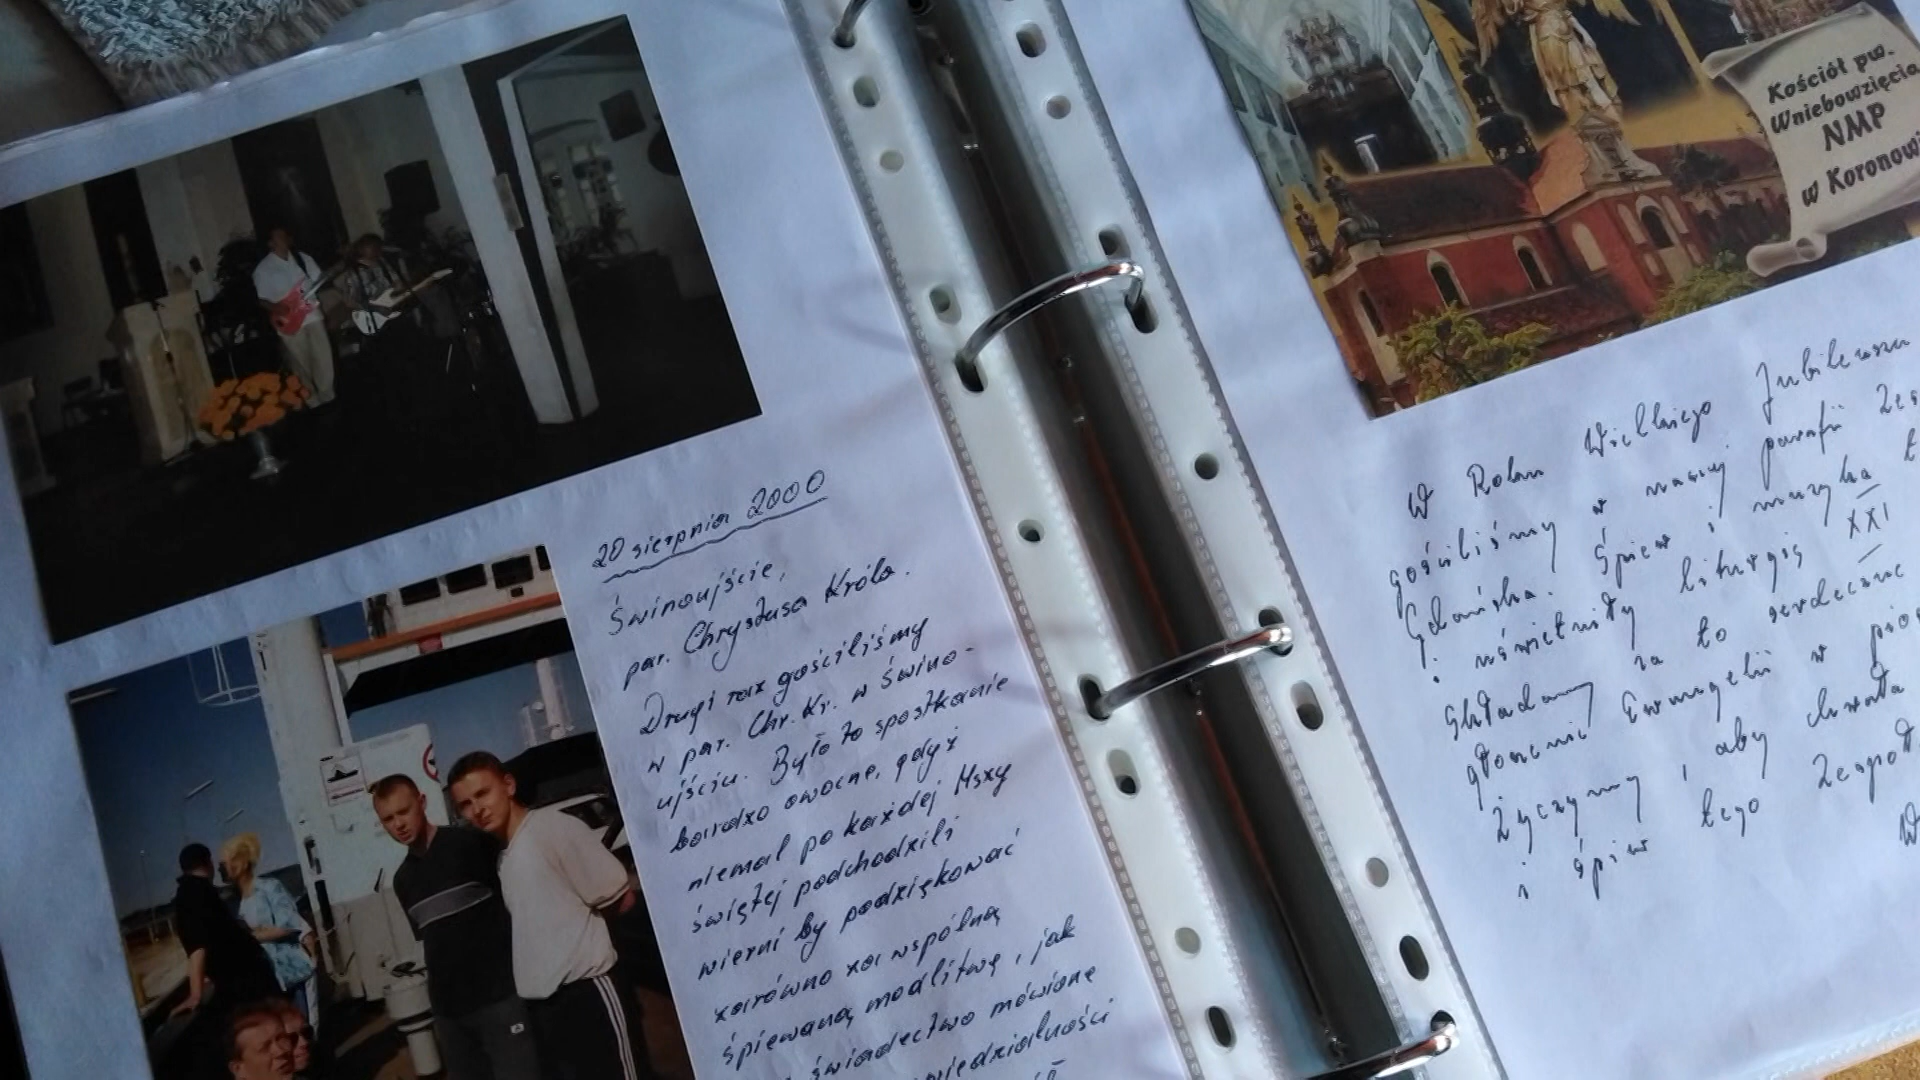 20 sierpnia 2000
Świnoujście,
par. Chrystusa Króla.
Drugi raz gościliśmy
w par. Chr. Kr. w Świno-
ujściu. Było to spotkanie
bardzo owocne, gdyż
niemal po każdej Mszy
świętej podchodzili
wierni by podziękować
zarówno za wspólną
śpiewaną modlitwę, jak
świadectwo mówione
Kościół pw.
Wniebowzięcia
NMP
w Koronow
W Roku Wielkiego Jubileuszu
gościliśmy w naszej parafii
Gdańska. Śpiew i muzyka
uświetniły liturgię XXI
Składamy za to serdeczne
głoszenie Ewangelii w
życzymy, aby chwała
i śpiew tego Zespoł
W